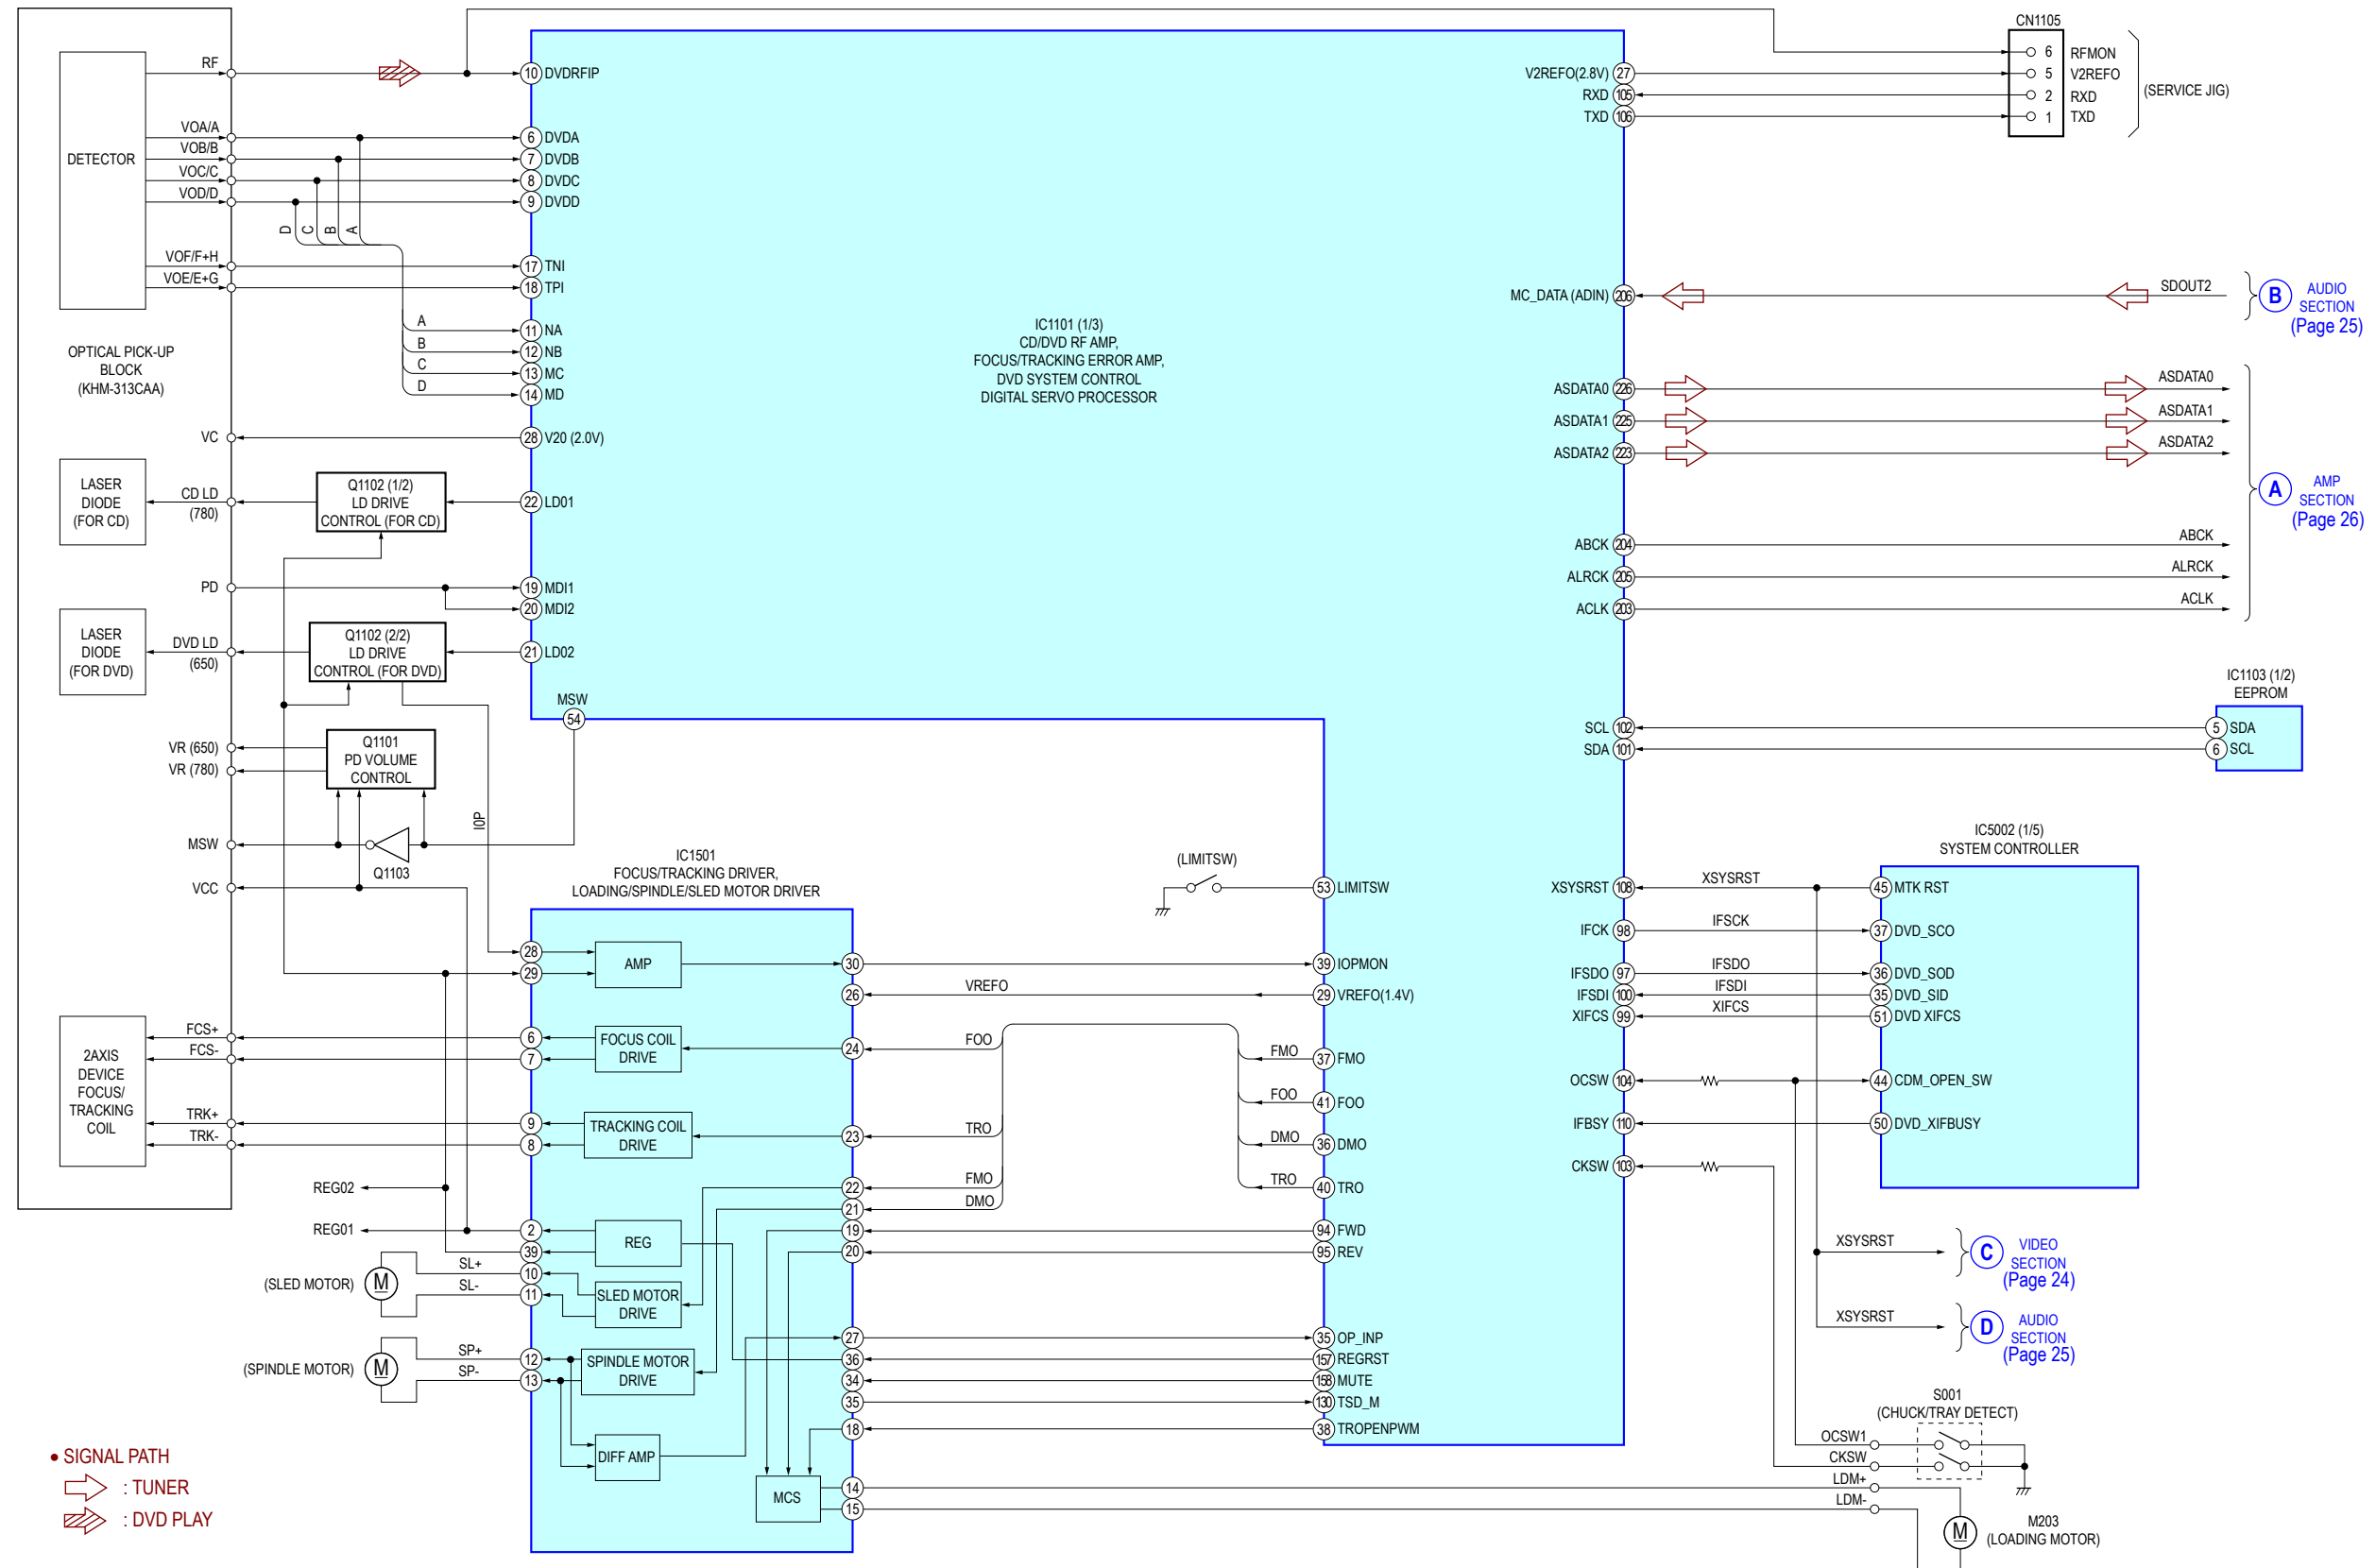 RF
DETECTOR
VOA/A
VOB/B
VOC/C
VOD/D
VOF/F+H
VOE/E+G
OPTICAL PICK-UP
BLOCK
(KHM-313CAA)
VC
LASER
DIODE
(FOR CD)
CD LD
(780)
PD
LASER
DIODE
(FOR DVD)
DVD LD
(650)
VR (650)
VR (780)
MSW
VCC
2AXIS
DEVICE
FOCUS/
TRACKING
COIL
FCS+
FCS-
TRK+
TRK-
D
C
B
A
A
B
C
D
Q1102 (1/2)
LD DRIVE
CONTROL (FOR CD)
Q1102 (2/2)
LD DRIVE
CONTROL (FOR DVD)
Q1101
PD VOLUME
CONTROL
Q1103
I0P
REG02
REG01
(SLED MOTOR)
M
SL+
SL-
(SPINDLE MOTOR)
M
SP+
SP-
10 DVDRFIP
6 DVDA
7 DVDB
8 DVDC
9 DVDD
17 TNI
18 TPI
11 NA
12 NB
13 MC
14 MD
28 V20 (2.0V)
22 LD01
19 MDI1
20 MDI2
21 LD02
MSW
54
IC1101 (1/3)
CD/DVD RF AMP,
FOCUS/TRACKING ERROR AMP,
DVD SYSTEM CONTROL
DIGITAL SERVO PROCESSOR
IC1501
FOCUS/TRACKING DRIVER,
LOADING/SPINDLE/SLED MOTOR DRIVER
28
29
AMP
30
26
6
7
FOCUS COIL
DRIVE
24
9
8
TRACKING COIL
DRIVE
23
22
21
19
20
2
39
REG
10
11
SLED MOTOR
DRIVE
27
36
34
35
18
12
13
SPINDLE MOTOR
DRIVE
DIFF AMP
MCS
14
15
VREFO
FOO
TRO
FMO
DMO
FMO
FOO
DMO
TRO
(LIMITSW)
53 LIMITSW
39 IOPMON
29 VREFO(1.4V)
37 FMO
41 FOO
36 DMO
40 TRO
94 FWD
95 REV
35 OP_INP
157 REGRST
158 MUTE
130 TSD_M
38 TROPENPWM
V2REFO(2.8V) 27
RXD 105
TXD 106
MC_DATA (ADIN) 206
ASDATA0 226
ASDATA1 225
ASDATA2 223
ABCK 204
ALRCK 205
ACLK 203
SCL 102
SDA 101
XSYSRST 108
IFCK 98
IFSDO 97
IFSDI 100
XIFCS 99
OCSW 104
IFBSY 110
CKSW 103
CN1105
6 RFMON
5 V2REFO
2 RXD
1 TXD
(SERVICE JIG)
SDOUT2
B AUDIO
SECTION
(Page 25)
ASDATA0
ASDATA1
ASDATA2
ABCK
ALRCK
ACLK
A AMP
SECTION
(Page 26)
IC1103 (1/2)
EEPROM
5 SDA
6 SCL
IC5002 (1/5)
SYSTEM CONTROLLER
XSYSRST
IFSCK
IFSDO
IFSDI
XIFCS
45 MTK RST
37 DVD_SCO
36 DVD_SOD
35 DVD_SID
51 DVD XIFCS
44 CDM_OPEN_SW
50 DVD_XIFBUSY
XSYSRST
C VIDEO
SECTION
(Page 24)
XSYSRST
D AUDIO
SECTION
(Page 25)
S001
(CHUCK/TRAY DETECT)
OCSW1
CKSW
LDM+
LDM-
M
M203
(LOADING MOTOR)
• SIGNAL PATH
: TUNER
: DVD PLAY